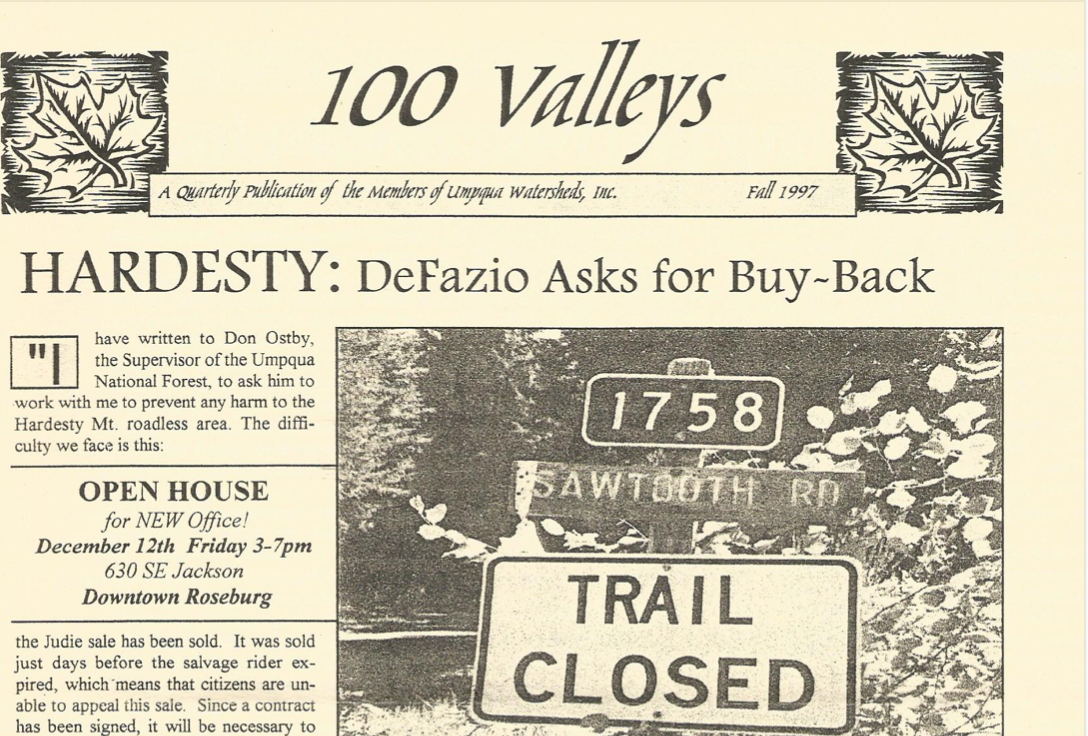 100 Valleys
A Quarterly Publication of the Members of Umpqua Watersheds, Inc. Fall 1997
HARDESTY: DeFazio Asks for Buy-Back
"I have written to Don Ostby,
the Supervisor of the Umpqua
National Forest, to ask him to
work with me to prevent any harm to the
Hardesty Mt. roadless area. The diffi-
culty we face is this:
OPEN HOUSE
for NEW Office!
December 12th Friday 3-7pm
630 SE Jackson
Downtown Roseburg
the Judie sale has been sold. It was sold
just days before the salvage rider ex-
pired, which means that citizens are un-
able to appeal this sale. Since a contract
has been signed, it will be necessary to
1758
SAWTOOTH RD
TRAIL
CLOSED